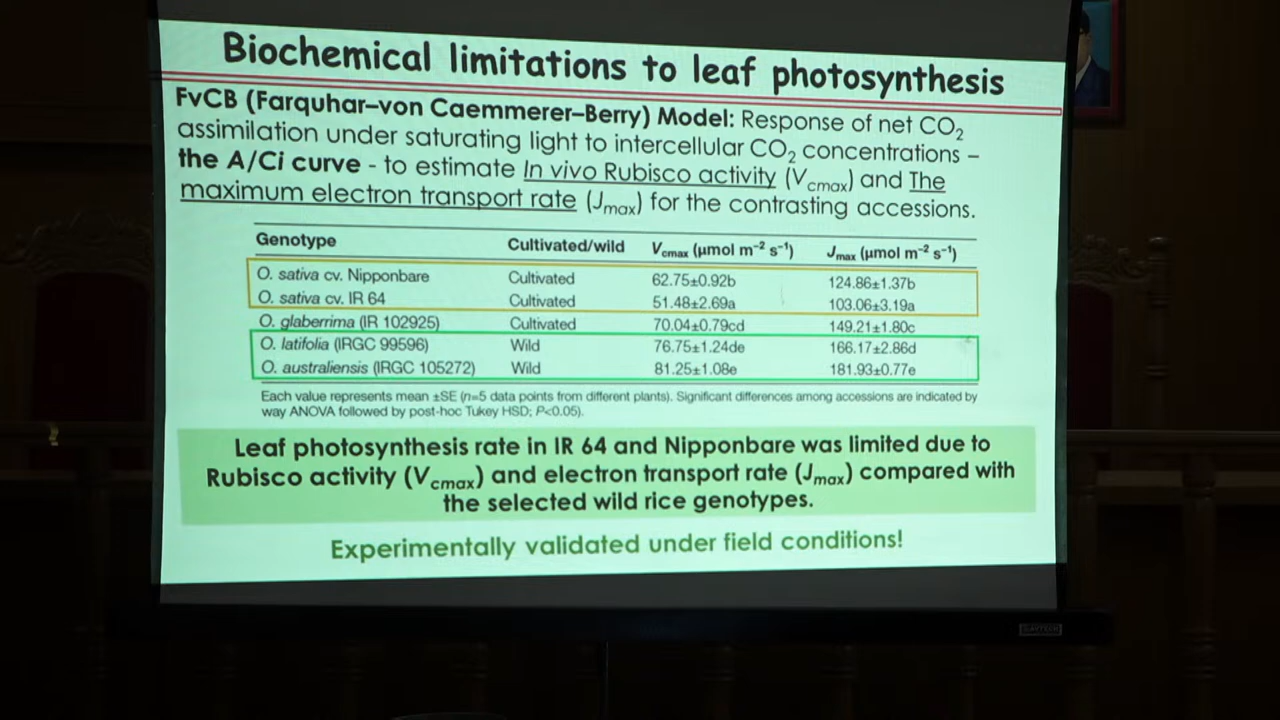 Biochemical limitations to leaf photosynthesis
FvCB (Farquhar–von Caemmerer-Berry) Model: Response of net CO₂
assimilation under saturating light to intercellular CO₂ concentrations –
the A/Ci curve - to estimate In vivo Rubisco activity (Vcmax) and The
maximum electron transport rate (Jmax) for the contrasting accessions.
Genotype Cultivated/wild Vcmax (µmol m⁻² s⁻¹) Jmax (µmol m⁻² s⁻¹)
O. sativa cv. Nipponbare Cultivated 62.75±0.92b 124.86±1.37b
O. sativa cv. IR 64 Cultivated 51.48±2.69a 103.06±3.19a
O. glaberrima (IR 102925) Cultivated 70.04±0.79cd 149.21±1.80c
O. latifolia (IRGC 99596) Wild 76.75±1.24de 166.17±2.86d
O. australiensis (IRGC 105272) Wild 81.25±1.08e 181.93±0.77e
Each value represents mean ±SE (n=5 data points from different plants). Significant differences among accessions are indicated by
way ANOVA followed by post-hoc Tukey HSD; P<0.05).
Leaf photosynthesis rate in IR 64 and Nipponbare was limited due to
Rubisco activity (Vcmax) and electron transport rate (Jmax) compared with
the selected wild rice genotypes.
Experimentally validated under field conditions!